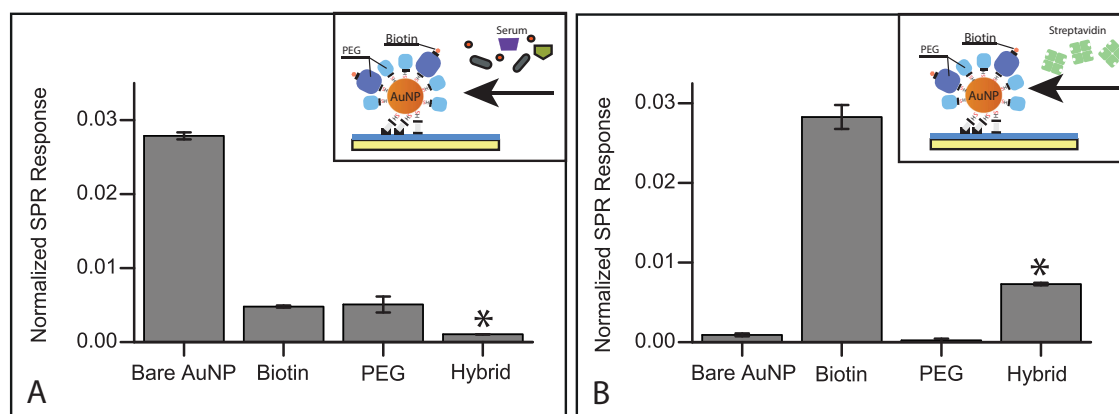 Serum
Biotin
PEG
AuNP
Normalized SPR Response
0.03
0.02
0.01
0.00
*
Bare AuNP Biotin PEG Hybrid
A
Streptavidin
Biotin
PEG
AuNP
Normalized SPR Response
0.03
0.02
0.01
0.00
*
Bare AuNP Biotin PEG Hybrid
B